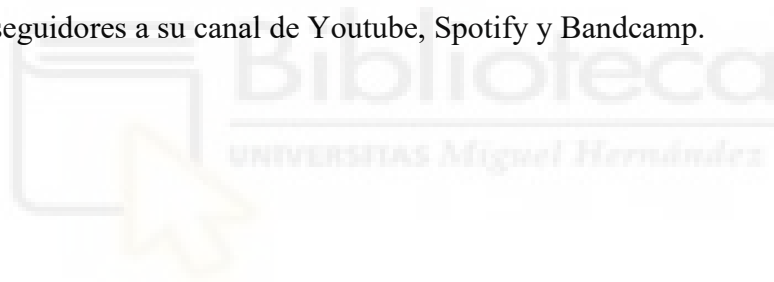 seguidores a su canal de Youtube, Spotify y Bandcamp.
Biblioteca
UNIVERSITAS Miguel Hernández